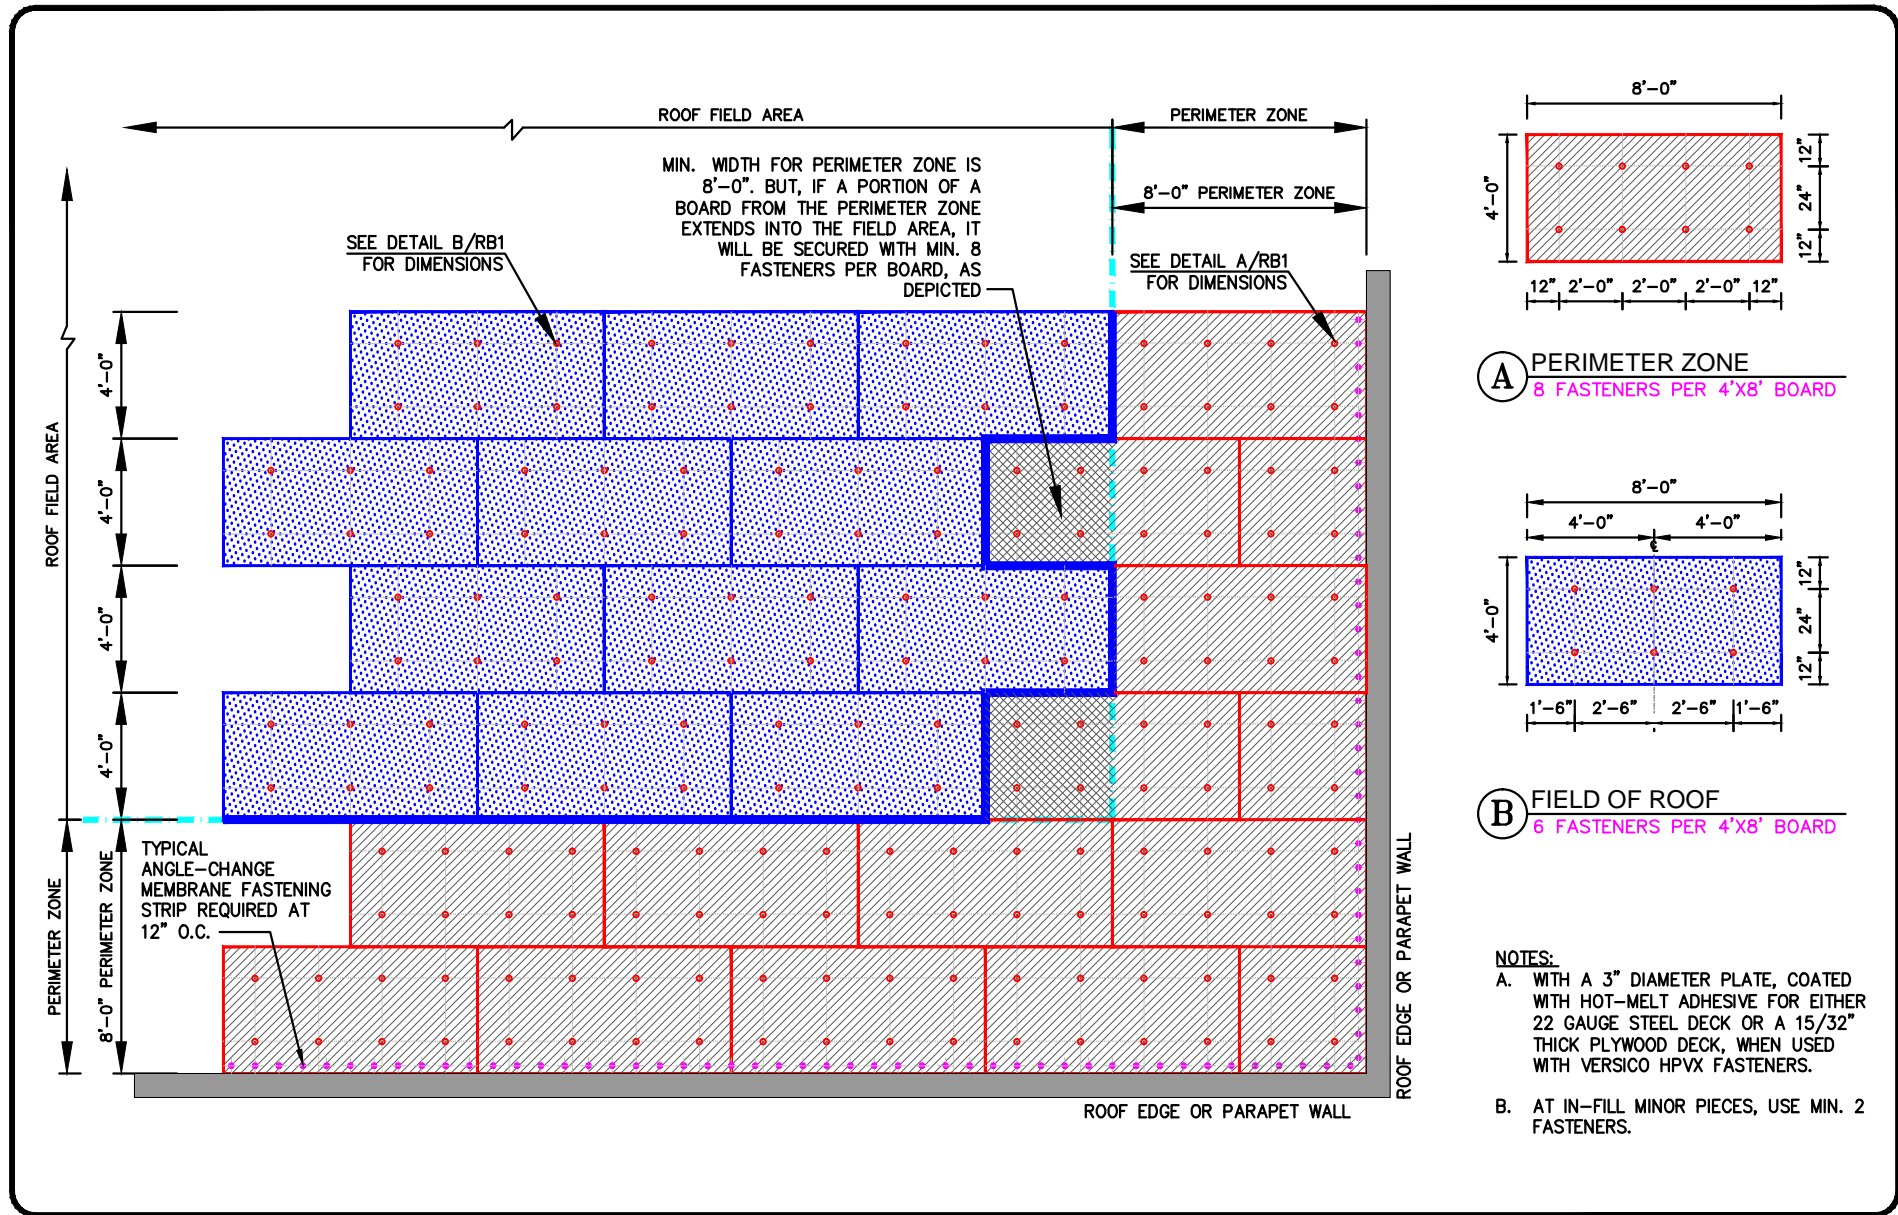 ROOF FIELD AREA
PERIMETER ZONE
8'-0" PERIMETER ZONE
MIN. WIDTH FOR PERIMETER ZONE IS
8'-0". BUT, IF A PORTION OF A
BOARD FROM THE PERIMETER ZONE
EXTENDS INTO THE FIELD AREA, IT
WILL BE SECURED WITH MIN. 8
FASTENERS PER BOARD, AS
DEPICTED
SEE DETAIL B/RB1
FOR DIMENSIONS
SEE DETAIL A/RB1
FOR DIMENSIONS
ROOF FIELD AREA
4'-0"
4'-0"
4'-0"
4'-0"
PERIMETER ZONE
8'-0" PERIMETER ZONE
TYPICAL
ANGLE-CHANGE
MEMBRANE FASTENING
STRIP REQUIRED AT
12" O.C.
ROOF EDGE OR PARAPET WALL
ROOF EDGE OR PARAPET WALL
8'-0"
4'-0"
12"
24"
12"
12" 2'-0" 2'-0" 2'-0" 12"
A PERIMETER ZONE
8 FASTENERS PER 4'X8' BOARD
8'-0"
4'-0" 4'-0"
4'-0"
12"
24"
12"
1'-6" 2'-6" 2'-6" 1'-6"
B FIELD OF ROOF
6 FASTENERS PER 4'X8' BOARD
NOTES:
A. WITH A 3" DIAMETER PLATE, COATED
WITH HOT-MELT ADHESIVE FOR EITHER
22 GAUGE STEEL DECK OR A 15/32"
THICK PLYWOOD DECK, WHEN USED
WITH VERSICO HPVX FASTENERS.
B. AT IN-FILL MINOR PIECES, USE MIN. 2
FASTENERS.